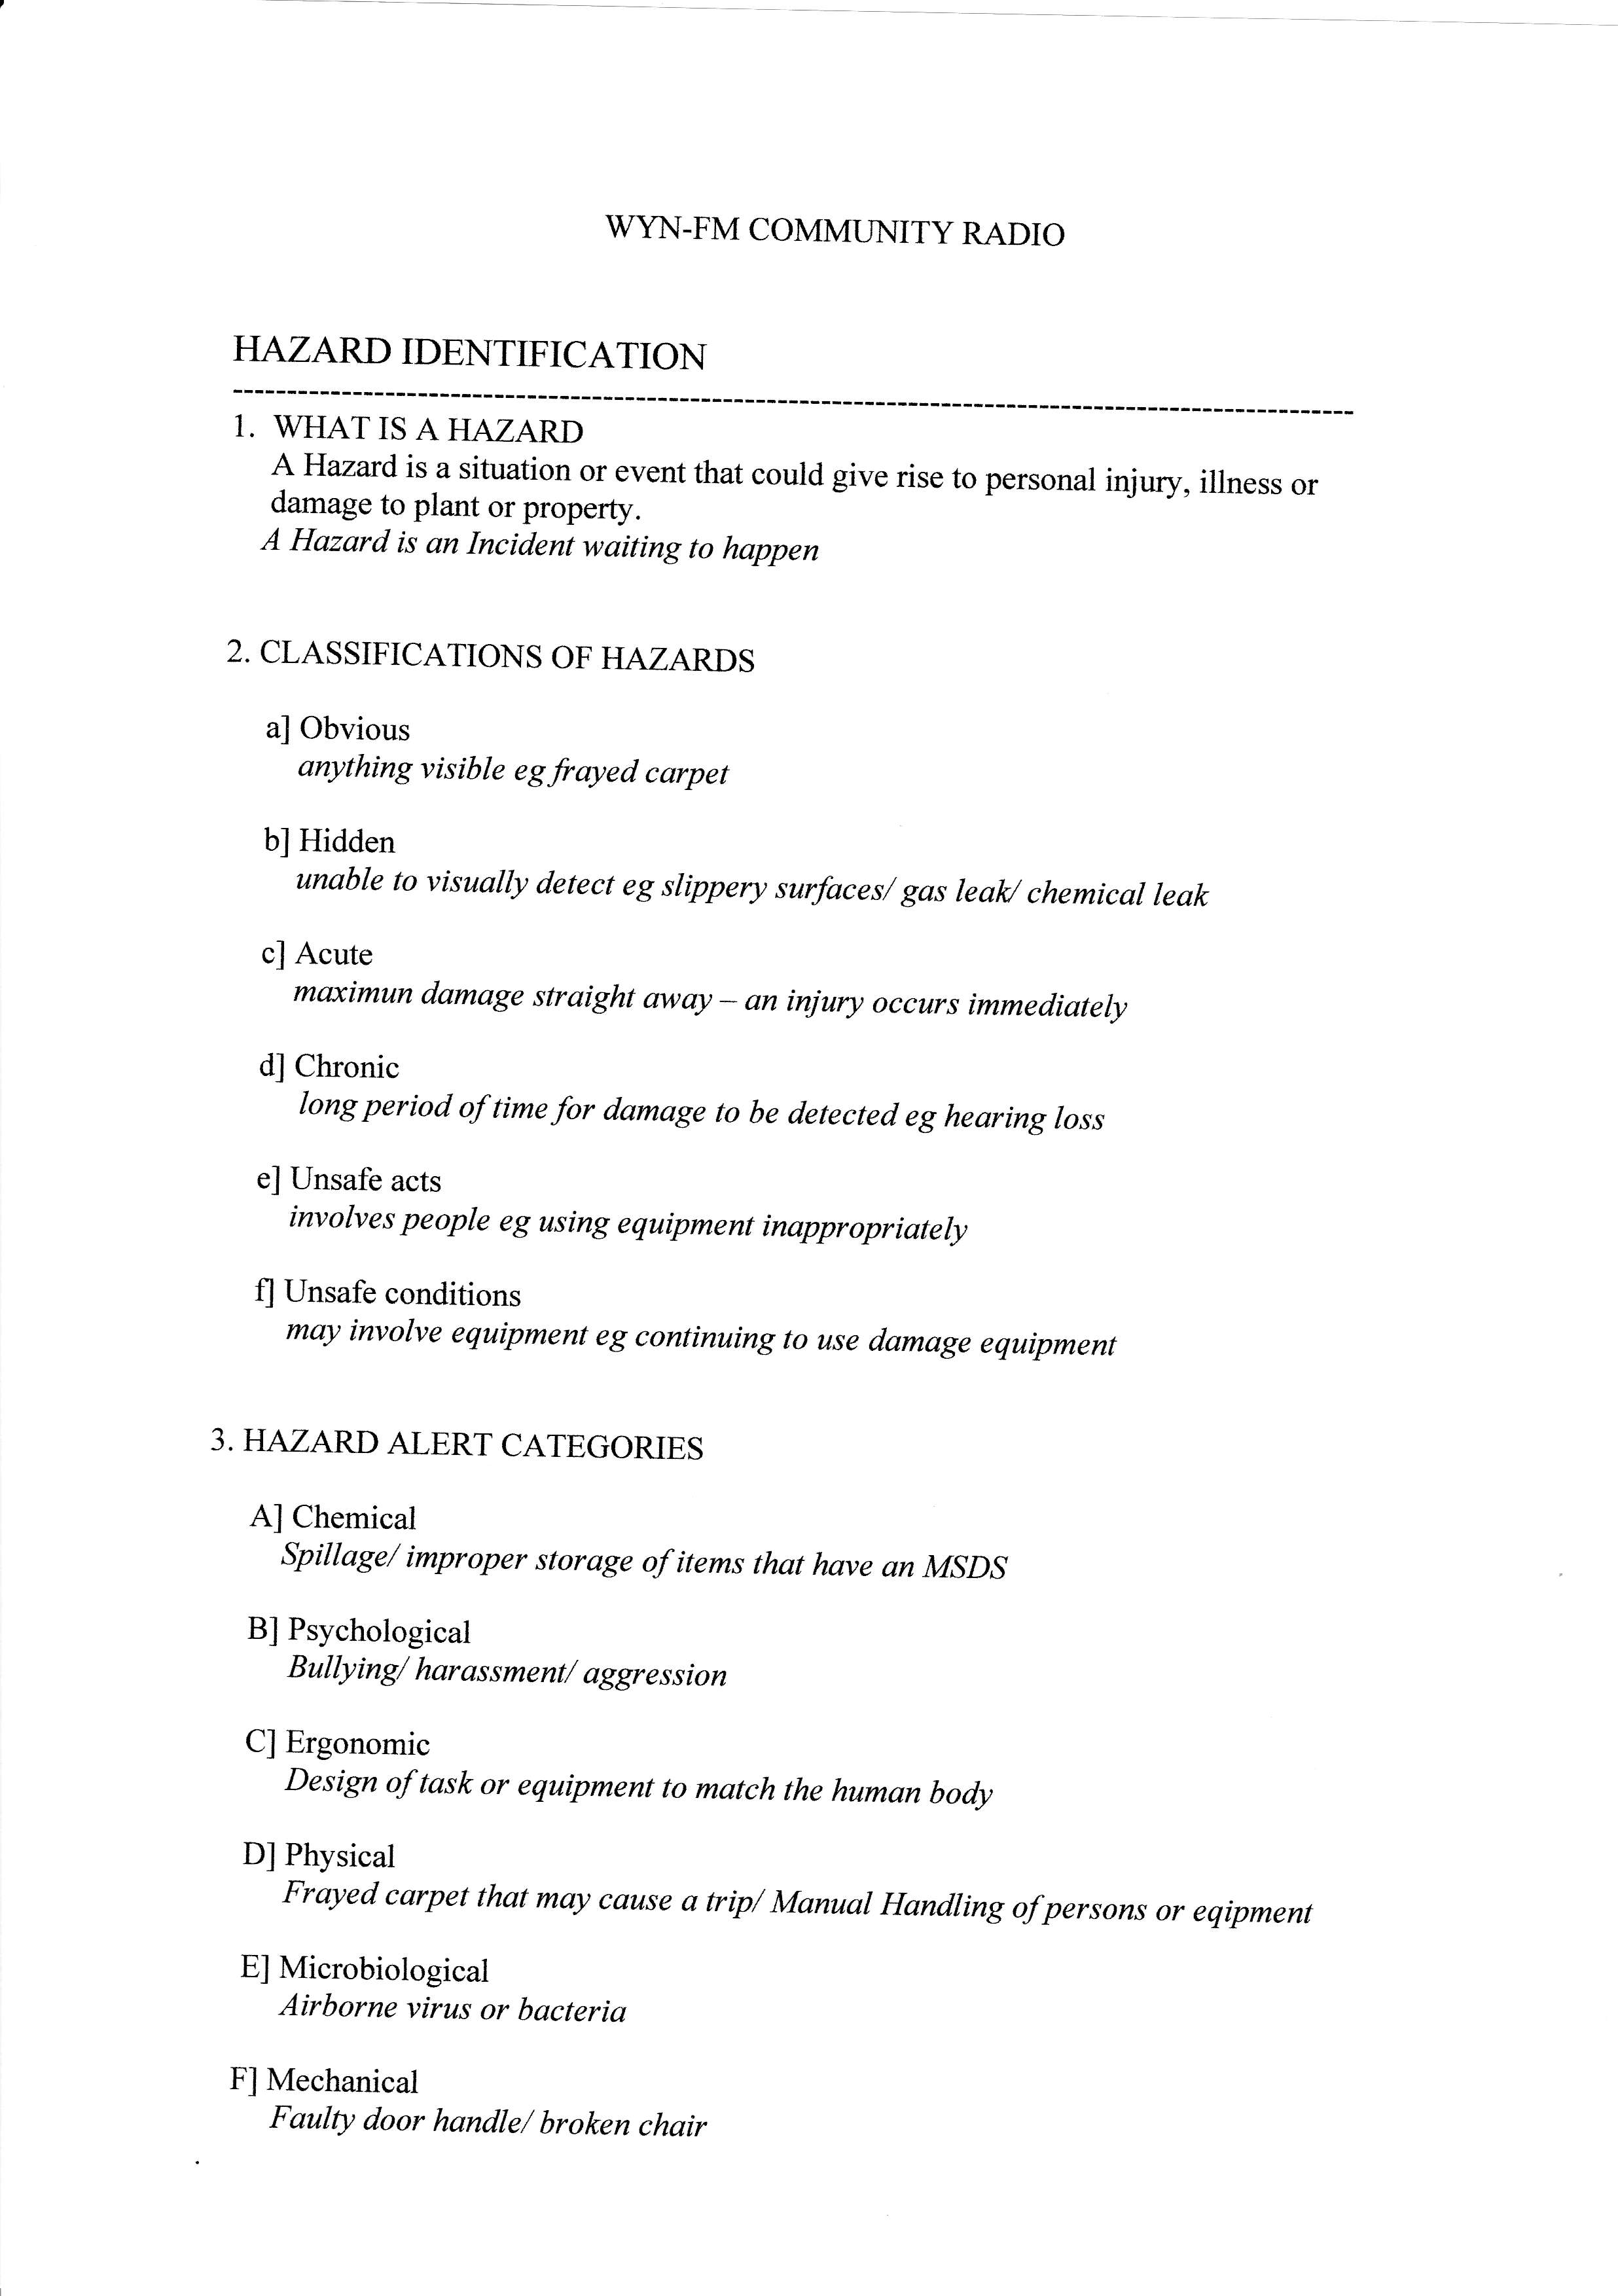 WYN-FM COMMUNITY RADIO
HAZARD IDENTIFICATION
--------------------------------------------------------------------------------------------------------
1. WHAT IS A HAZARD
A Hazard is a situation or event that could give rise to personal injury, illness or
damage to plant or property.
A Hazard is an Incident waiting to happen
2. CLASSIFICATIONS OF HAZARDS
a] Obvious
anything visible eg frayed carpet
b] Hidden
unable to visually detect eg slippery surfaces/ gas leak/ chemical leak
c] Acute
maximun damage straight away – an injury occurs immediately
d] Chronic
long period of time for damage to be detected eg hearing loss
e] Unsafe acts
involves people eg using equipment inappropriately
f] Unsafe conditions
may involve equipment eg continuing to use damage equipment
3. HAZARD ALERT CATEGORIES
A] Chemical
Spillage/ improper storage of items that have an MSDS
B] Psychological
Bullying/ harassment/ aggression
C] Ergonomic
Design of task or equipment to match the human body
D] Physical
Frayed carpet that may cause a trip/ Manual Handling of persons or eqipment
E] Microbiological
Airborne virus or bacteria
F] Mechanical
Faulty door handle/ broken chair